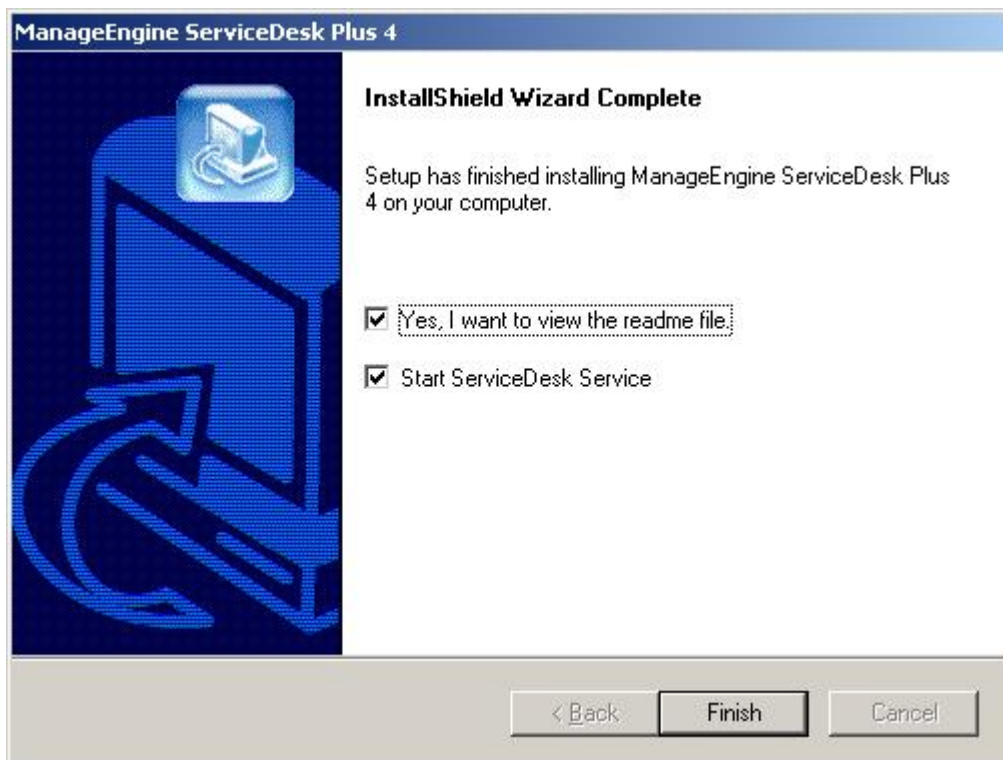 ManageEngine ServiceDesk Plus 4
InstallShield Wizard Complete
Setup has finished installing ManageEngine ServiceDesk Plus
4 on your computer.
Yes, I want to view the readme file.
Start ServiceDesk Service
< Back
Finish
Cancel